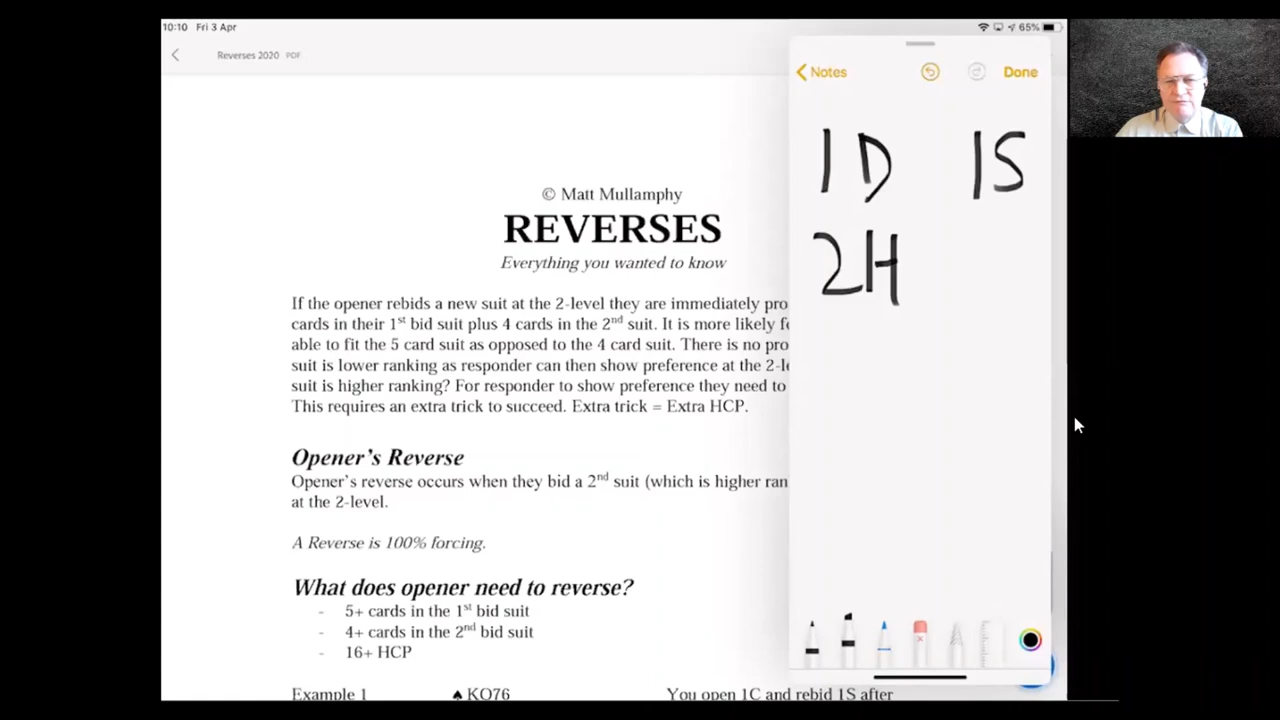 10:10 Fri 3 Apr
65%
Reverses 2020 PDF
© Matt Mullamphy
REVERSES
Everything you wanted to know
If the opener rebids a new suit at the 2-level they are immediately pro
cards in their 1st bid suit plus 4 cards in the 2nd suit. It is more likely fo
able to fit the 5 card suit as opposed to the 4 card suit. There is no pro
suit is lower ranking as responder can then show preference at the 2-le
suit is higher ranking? For responder to show preference they need to
This requires an extra trick to succeed. Extra trick = Extra HCP.
Opener's Reverse
Opener's reverse occurs when they bid a 2nd suit (which is higher ran
at the 2-level.
A Reverse is 100% forcing.
What does opener need to reverse?
- 5+ cards in the 1st bid suit
- 4+ cards in the 2nd bid suit
- 16+ HCP
Example 1 ♠ KQ76 You open 1C and rebid 1S after
Notes Done
1D 1S
2H